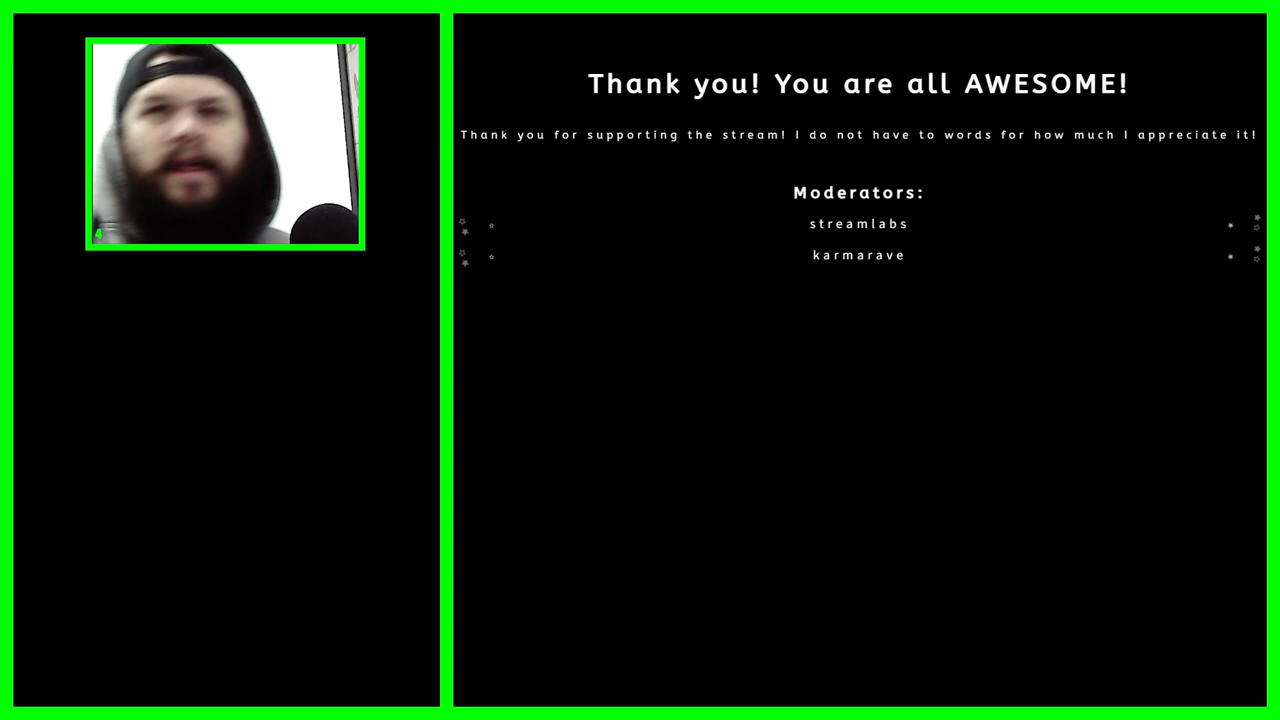 Thank you! You are all AWESOME!
Thank you for supporting the stream! I do not have to words for how much I appreciate it!
Moderators:
streamlabs
karmarave
4